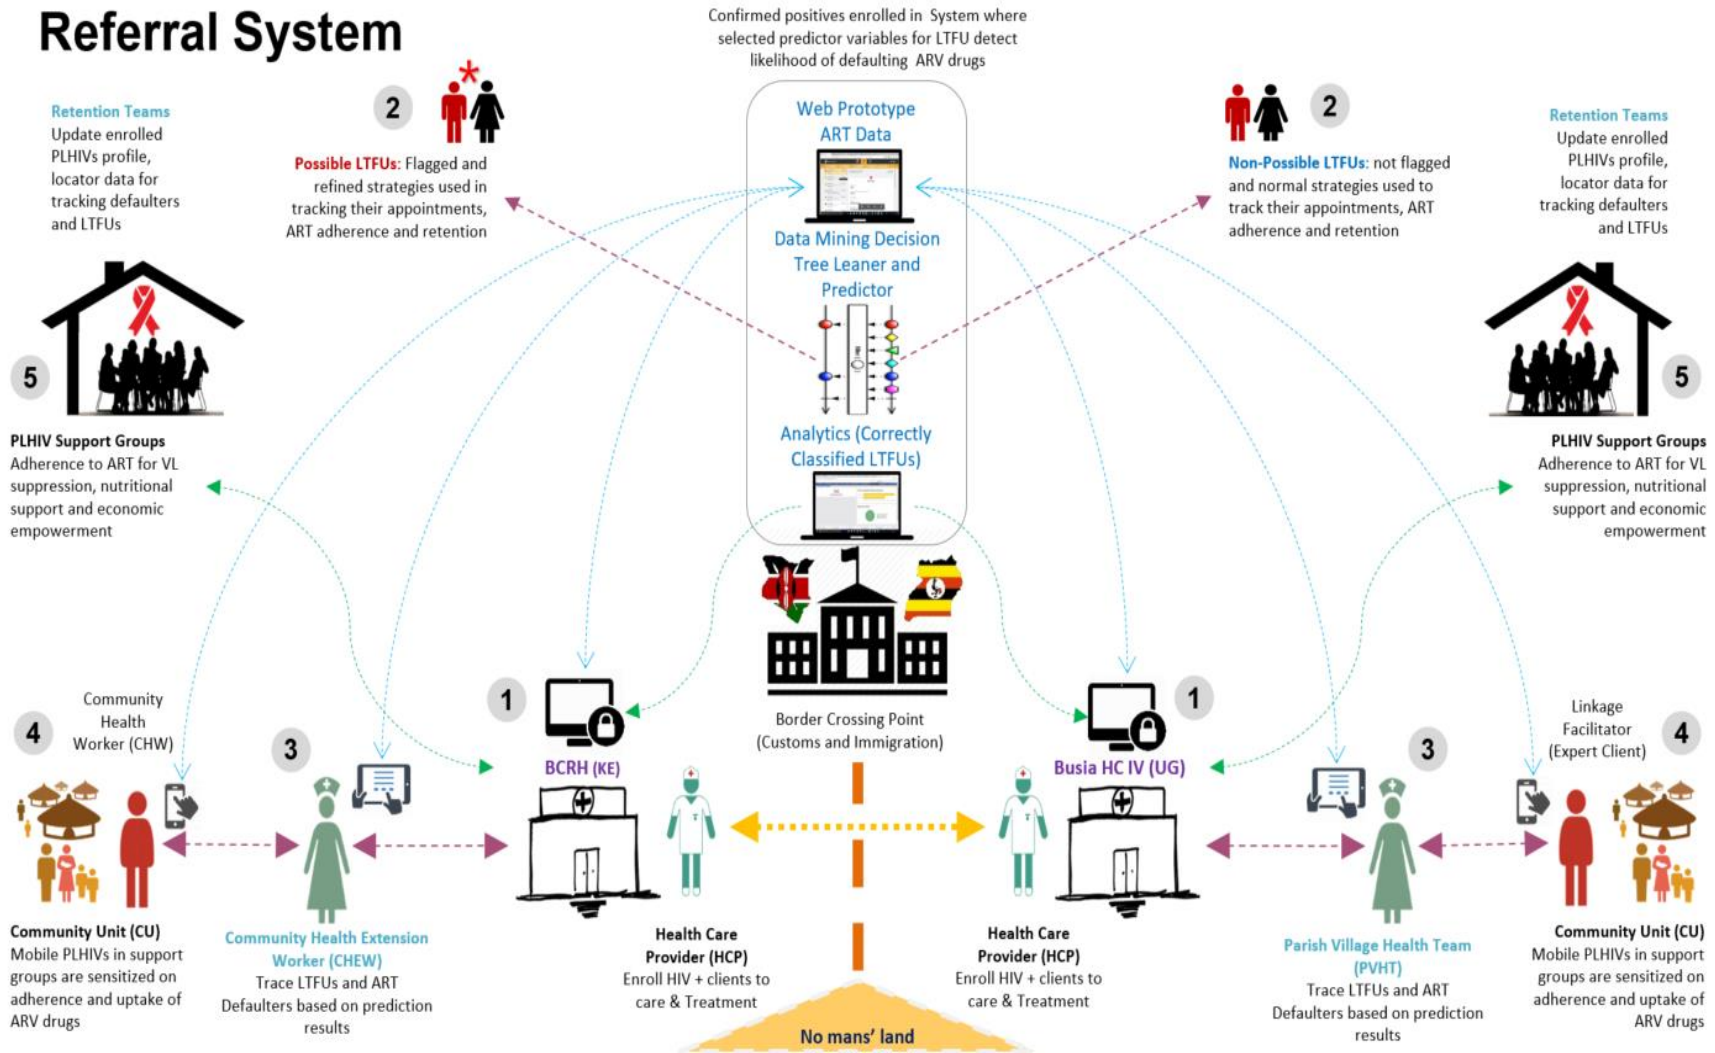 Referral System
Confirmed positives enrolled in System where
selected predictor variables for LTFU detect
likelihood of defaulting ARV drugs
Retention Teams
Update enrolled
PLHIVs profile,
locator data for
tracking defaulters
and LTFUs
2
*
Possible LTFUs: Flagged and
refined strategies used in
tracking their appointments,
ART adherence and retention
Web Prototype
ART Data
Data Mining Decision
Tree Leaner and
Predictor
Analytics (Correctly
Classified LTFUs)
2
Non-Possible LTFUs: not flagged
and normal strategies used to
track their appointments, ART
adherence and retention
Retention Teams
Update enrolled
PLHIVs profile,
locator data for
tracking defaulters
and LTFUs
5
PLHIV Support Groups
Adherence to ART for VL
suppression, nutritional
support and economic
empowerment
5
PLHIV Support Groups
Adherence to ART for VL
suppression, nutritional
support and economic
empowerment
Border Crossing Point
(Customs and Immigration)
1
BCRH (KE)
1
Busia HC IV (UG)
4
Community
Health
Worker (CHW)
3
3
Linkage
Facilitator
(Expert Client)
4
Community Unit (CU)
Mobile PLHIVs in support
groups are sensitized on
adherence and uptake of
ARV drugs
Community Health Extension
Worker (CHEW)
Trace LTFUs and ART
Defaulters based on prediction
results
Health Care
Provider (HCP)
Enroll HIV + clients to
care & Treatment
Health Care
Provider (HCP)
Enroll HIV + clients to
care & Treatment
Parish Village Health Team
(PVHT)
Trace LTFUs and ART
Defaulters based on prediction
results
Community Unit (CU)
Mobile PLHIVs in support
groups are sensitized on
adherence and uptake of
ARV drugs
No mans' land